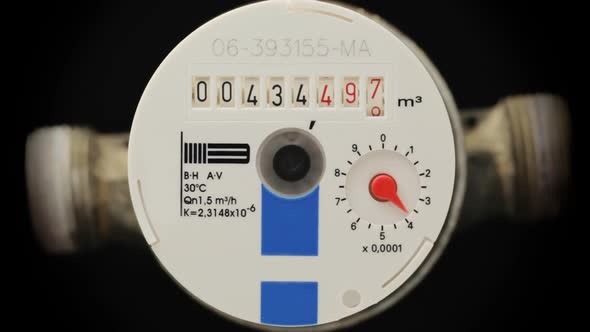 06-393155-MA
00434497 m³
8
B·H A·V
30°C
Qn1,5 m³/h
K=2,3148x10⁻⁶
0
9 1
8 2
7 3
6 4
5
x 0,0001